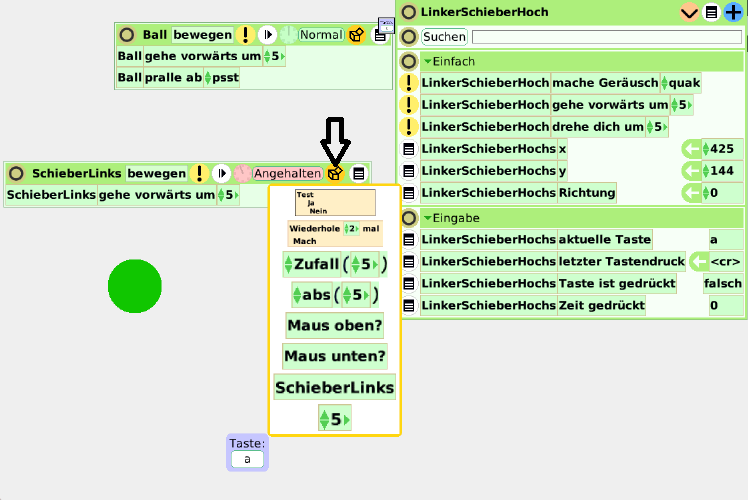 LinkerSchieberHoch
Suchen
Einfach
LinkerSchieberHoch mache Geräusch quak
LinkerSchieberHoch gehe vorwärts um 5
LinkerSchieberHoch drehe dich um 5
LinkerSchieberHochs x 425
LinkerSchieberHochs y 144
LinkerSchieberHochs Richtung 0
Eingabe
LinkerSchieberHochs aktuelle Taste a
LinkerSchieberHochs letzter Tastendruck <cr>
LinkerSchieberHochs Taste ist gedrückt falsch
LinkerSchieberHochs Zeit gedrückt 0
Ball bewegen ! Normal
Ball gehe vorwärts um 5
Ball pralle ab psst
SchieberLinks bewegen ! Angehalten
SchieberLinks gehe vorwärts um 5
Test
Ja
Nein
Wiederhole 2 mal
Mach
Zufall ( 5 )
abs ( 5 )
Maus oben?
Maus unten?
SchieberLinks
5
Taste:
a